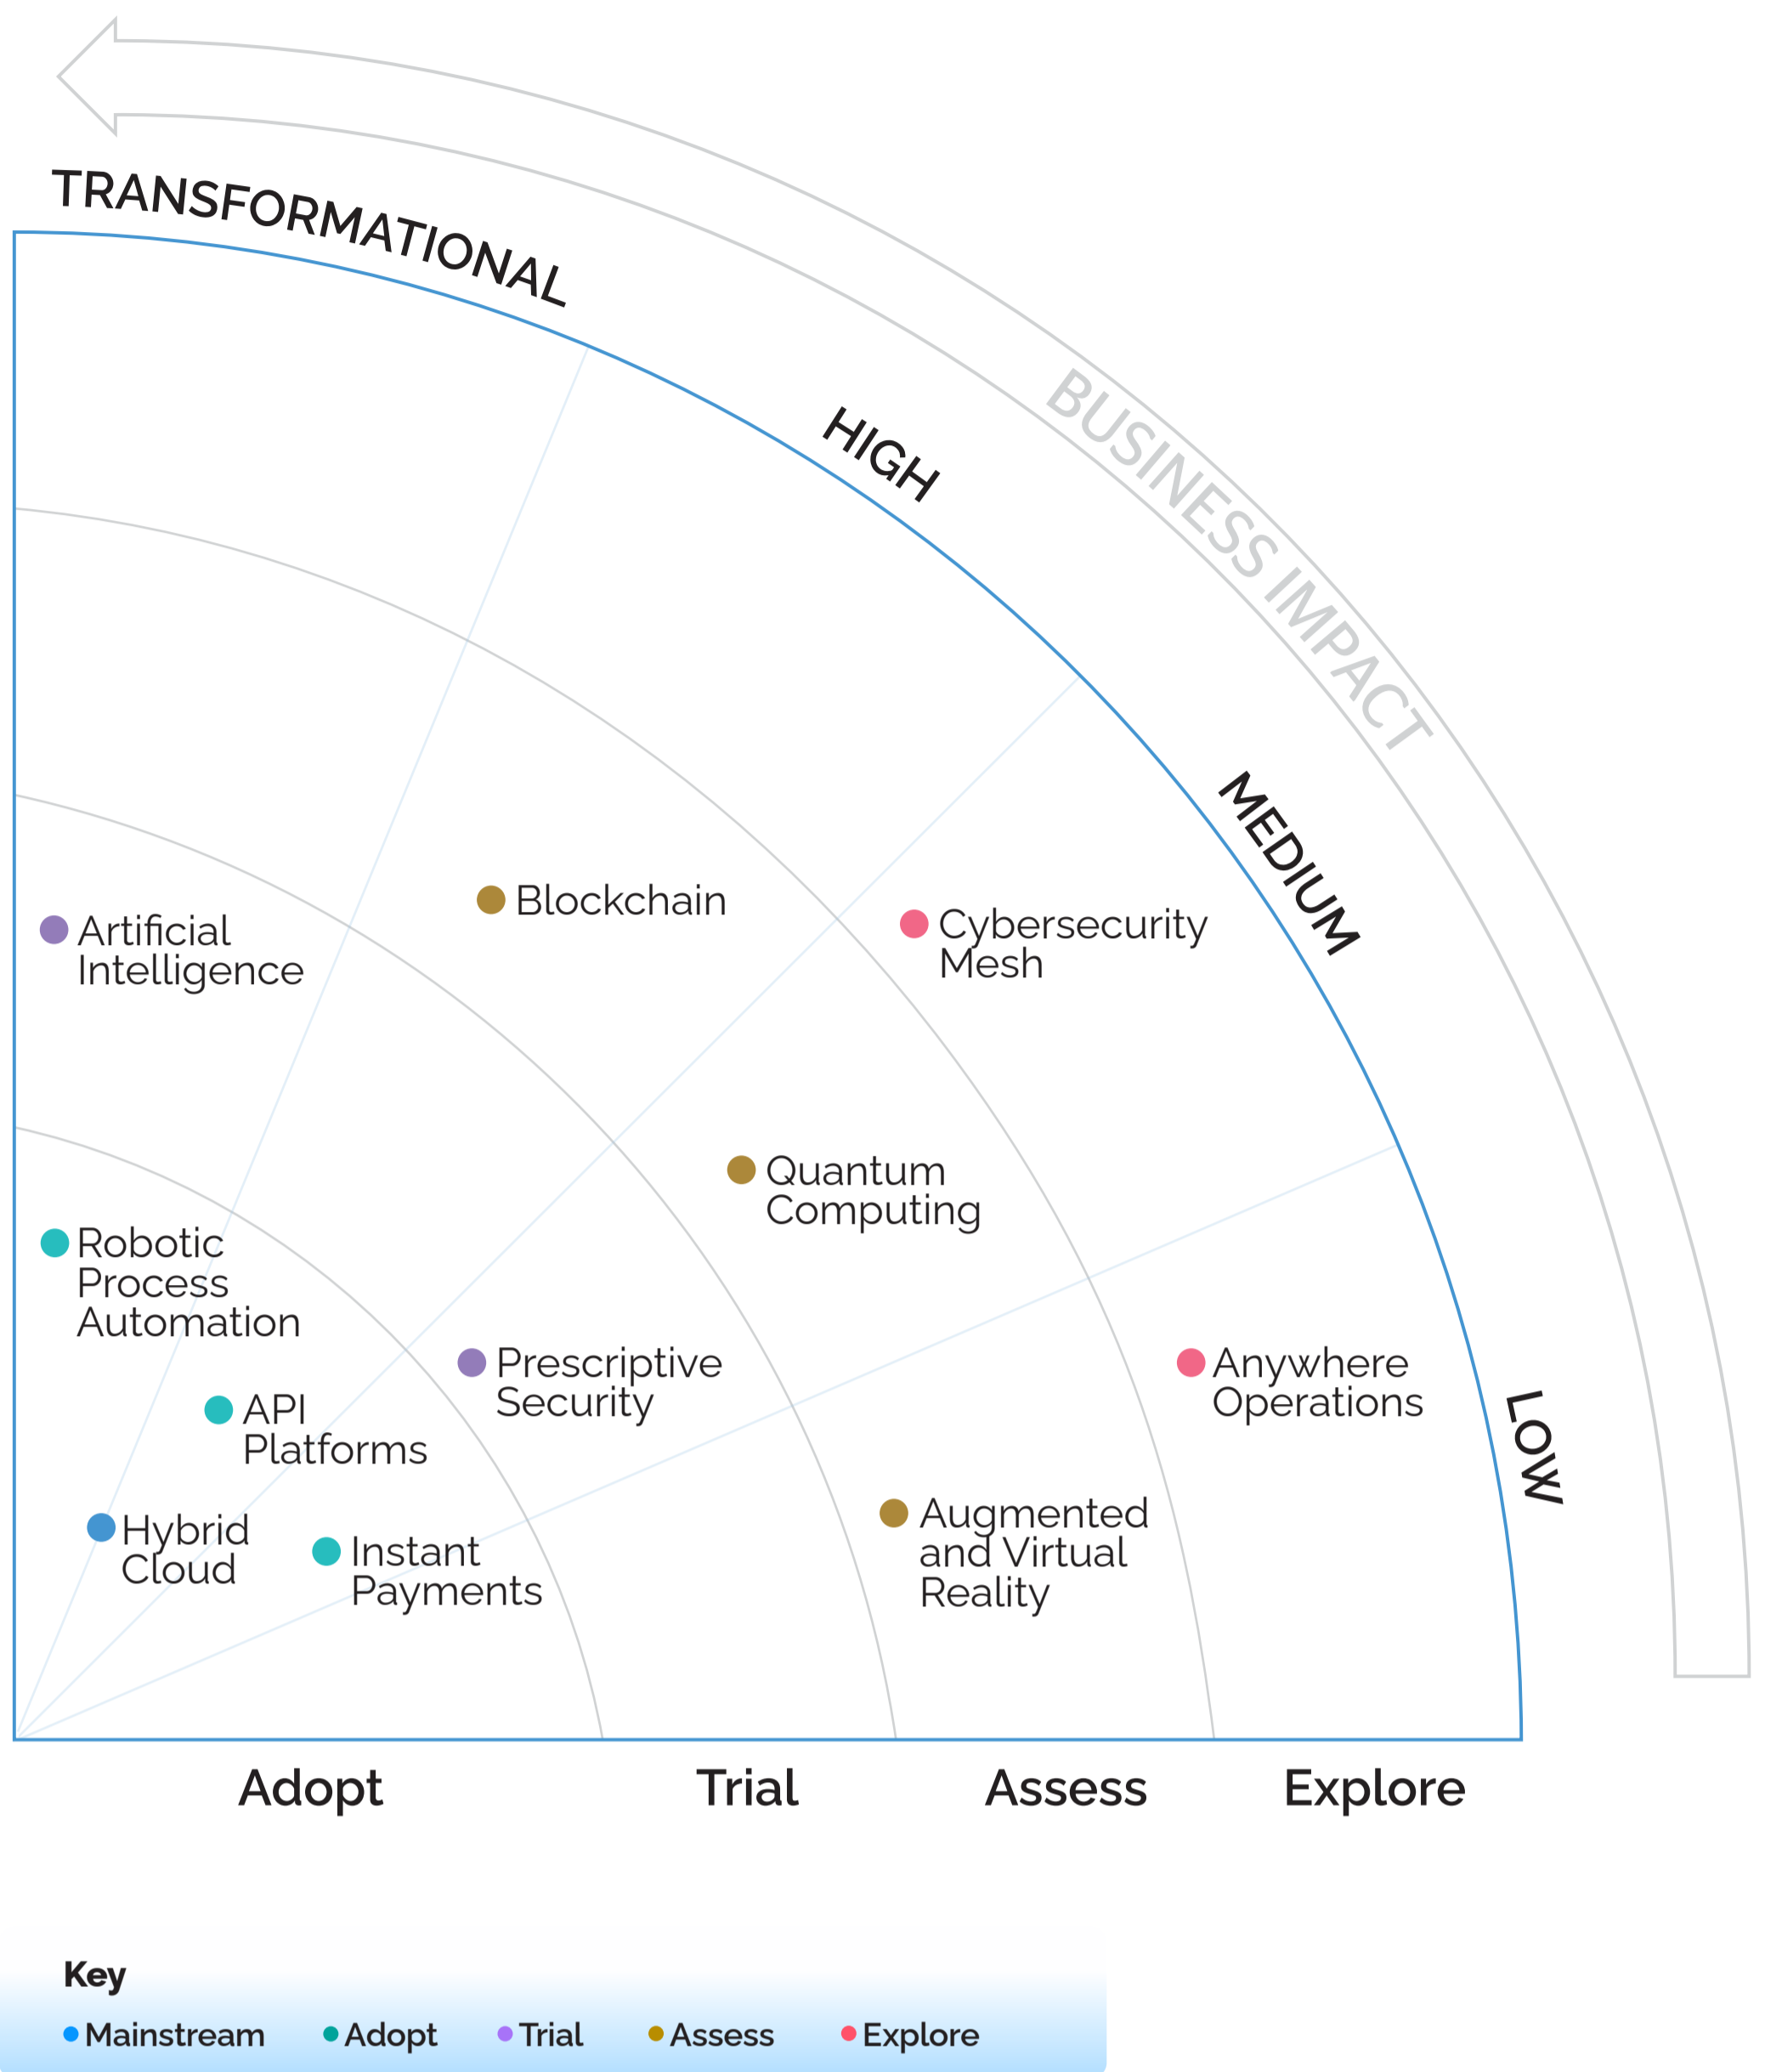 TRANSFORMATIONAL
HIGH
BUSINESS IMPACT
MEDIUM
LOW
Blockchain
Artificial
Intelligence
Cybersecurity
Mesh
Quantum
Computing
Robotic
Process
Automation
Prescriptive
Security
Anywhere
Operations
API
Platforms
Augmented
and Virtual
Reality
Hybrid
Cloud
Instant
Payments
Adopt
Trial
Assess
Explore
Key
Mainstream
Adopt
Trial
Assess
Explore